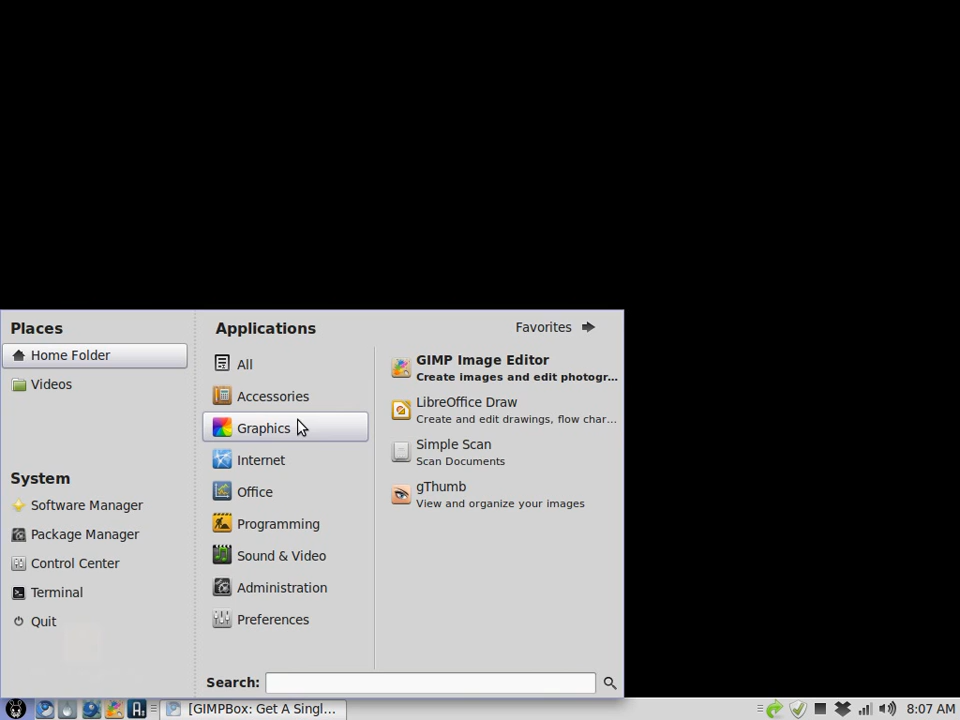 Places
Home Folder
Videos
System
Software Manager
Package Manager
Control Center
Terminal
Quit
Applications
All
Accessories
Graphics
Internet
Office
Programming
Sound & Video
Administration
Preferences
Favorites
GIMP Image Editor
Create images and edit photogr...
LibreOffice Draw
Create and edit drawings, flow char...
Simple Scan
Scan Documents
gThumb
View and organize your images
Search:
[GIMPBox: Get A Singl...
8:07 AM